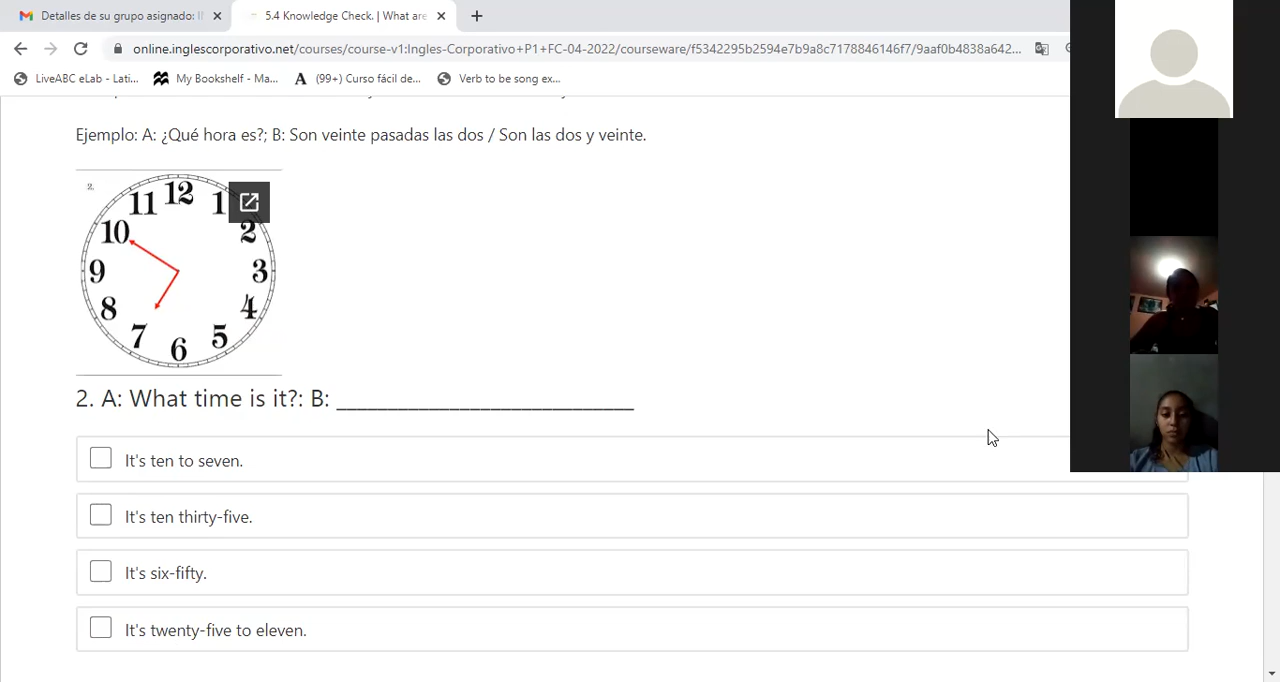 Detalles de su grupo asignado: I
5.4 Knowledge Check. | What are
online.inglescorporativo.net/courses/course-v1:Ingles-Corporativo+P1+FC-04-2022/courseware/f5342295b2594e7b9a8c7178846146f7/9aaf0b4838a642...
LiveABC eLab - Lati... My Bookshelf - Ma... A (99+) Curso fácil de... Verb to be song ex...
Ejemplo: A: ¿Qué hora es?; B: Son veinte pasadas las dos / Son las dos y veinte.
2.
12
11 1
10 2
9 3
8 4
7 5
6
2. A: What time is it?: B: ___________________________
It's ten to seven.
It's ten thirty-five.
It's six-fifty.
It's twenty-five to eleven.